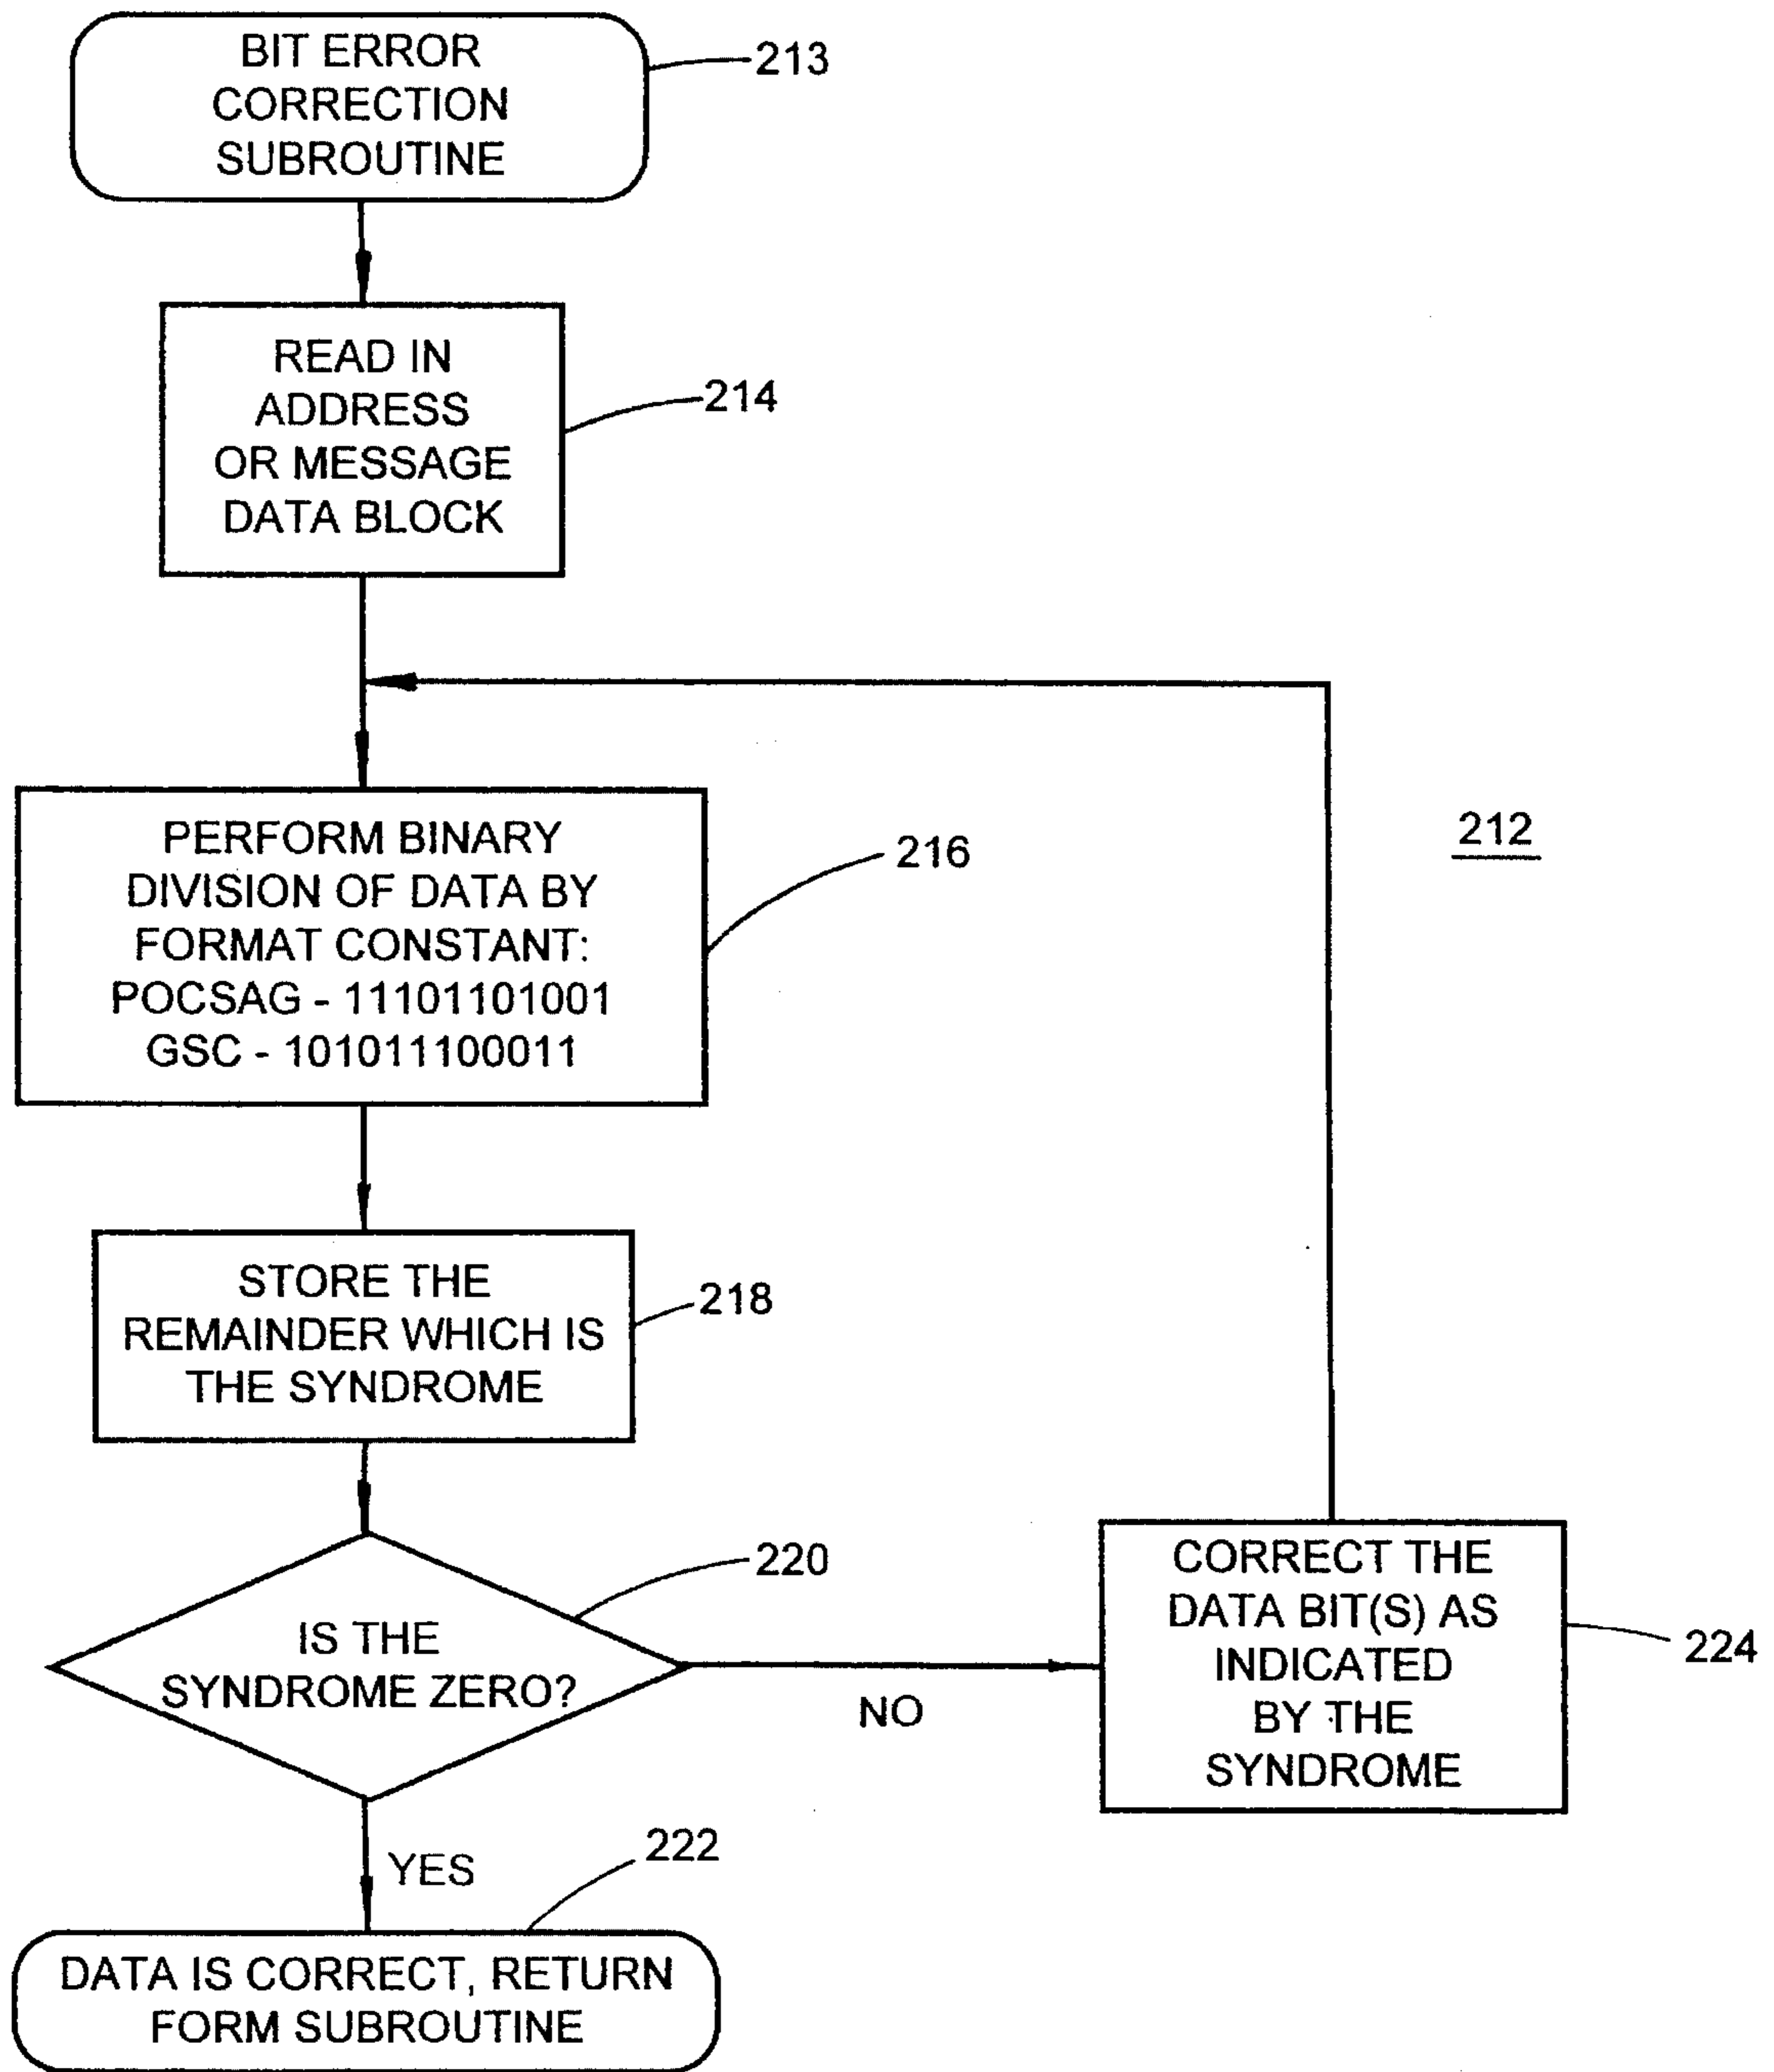 BIT ERROR
CORRECTION
SUBROUTINE
213
READ IN
ADDRESS
OR MESSAGE
DATA BLOCK
214
PERFORM BINARY
DIVISION OF DATA BY
FORMAT CONSTANT:
POCSAG - 11101101001
GSC - 101011100011
216
212
STORE THE
REMAINDER WHICH IS
THE SYNDROME
218
IS THE
SYNDROME ZERO?
220
NO
CORRECT THE
DATA BIT(S) AS
INDICATED
BY THE
SYNDROME
224
YES
222
DATA IS CORRECT, RETURN
FORM SUBROUTINE